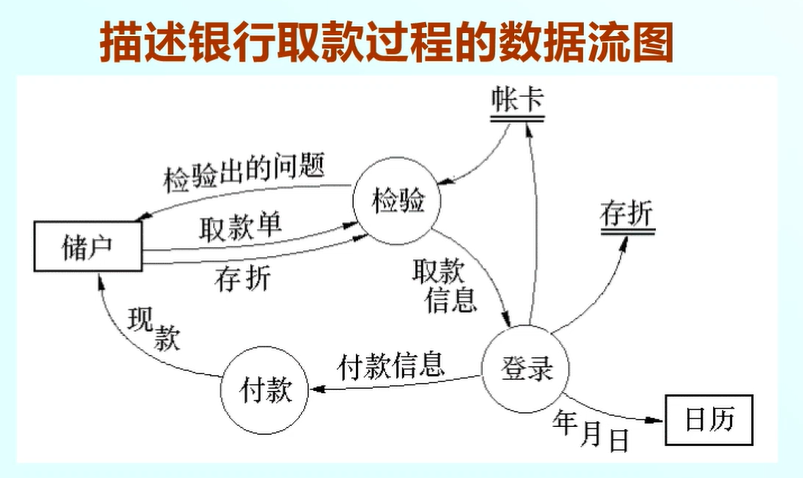 描述银行取款过程的数据流图
帐卡
检验出的问题
检验
取款单
存折
储户
存折
取款
信息
现款
付款信息
登录
付款
年月日
日历